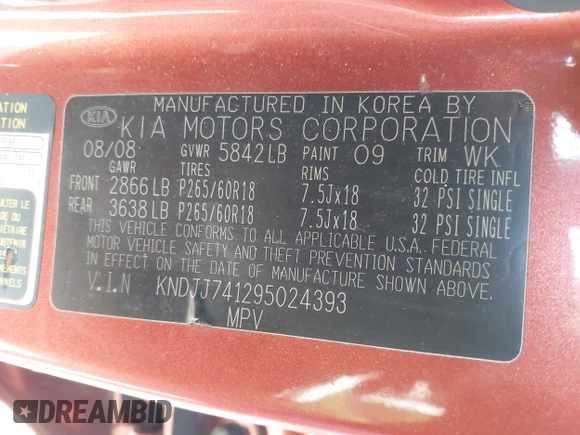 MANUFACTURED IN KOREA BY
KIA KIA MOTORS CORPORATION
08/08 GVWR 5842LB PAINT 09 TRIM WK
GAWR TIRES RIMS COLD TIRE INFL
FRONT 2866LB P265/60R18 7.5Jx18 32 PSI SINGLE
REAR 3638LB P265/60R18 7.5Jx18 32 PSI SINGLE
THIS VEHICLE CONFORMS TO ALL APPLICABLE U.S.A. FEDERAL
MOTOR VEHICLE SAFETY AND THEFT PREVENTION STANDARDS
IN EFFECT ON THE DATE OF MANUFACTURE SHOWN ABOVE.
V.I.N KNDJJ741295024393
MPV
DREAMBID